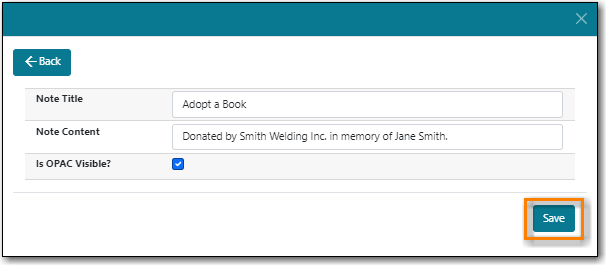 Back
Note Title
Adopt a Book
Note Content
Donated by Smith Welding Inc. in memory of Jane Smith.
Is OPAC Visible?
Save